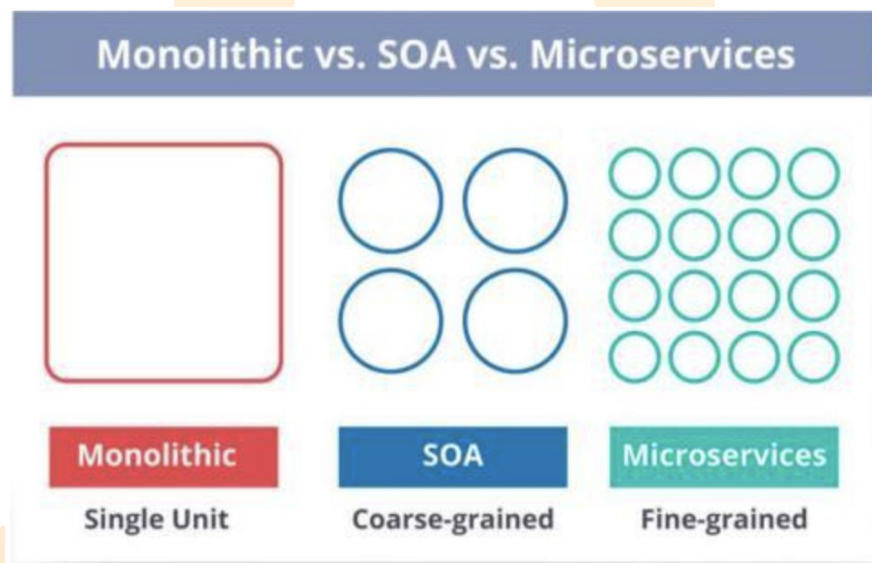 Monolithic vs. SOA vs. Microservices
Monolithic
SOA
Microservices
Single Unit
Coarse-grained
Fine-grained